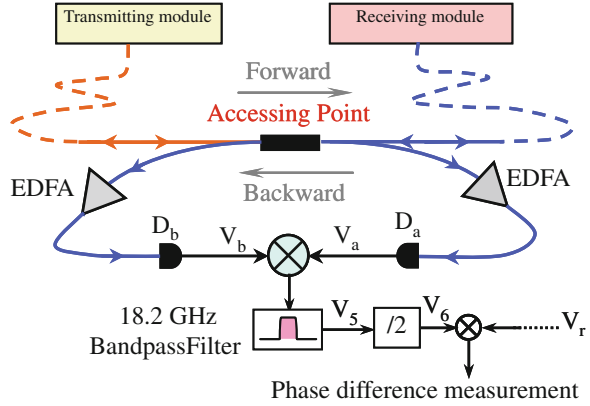 Transmitting module
Receiving module
Forward
Accessing Point
EDFA
EDFA
Backward
D_b
V_b
V_a
D_a
18.2 GHz
BandpassFilter
V_5
/2
V_6
V_r
Phase difference measurement